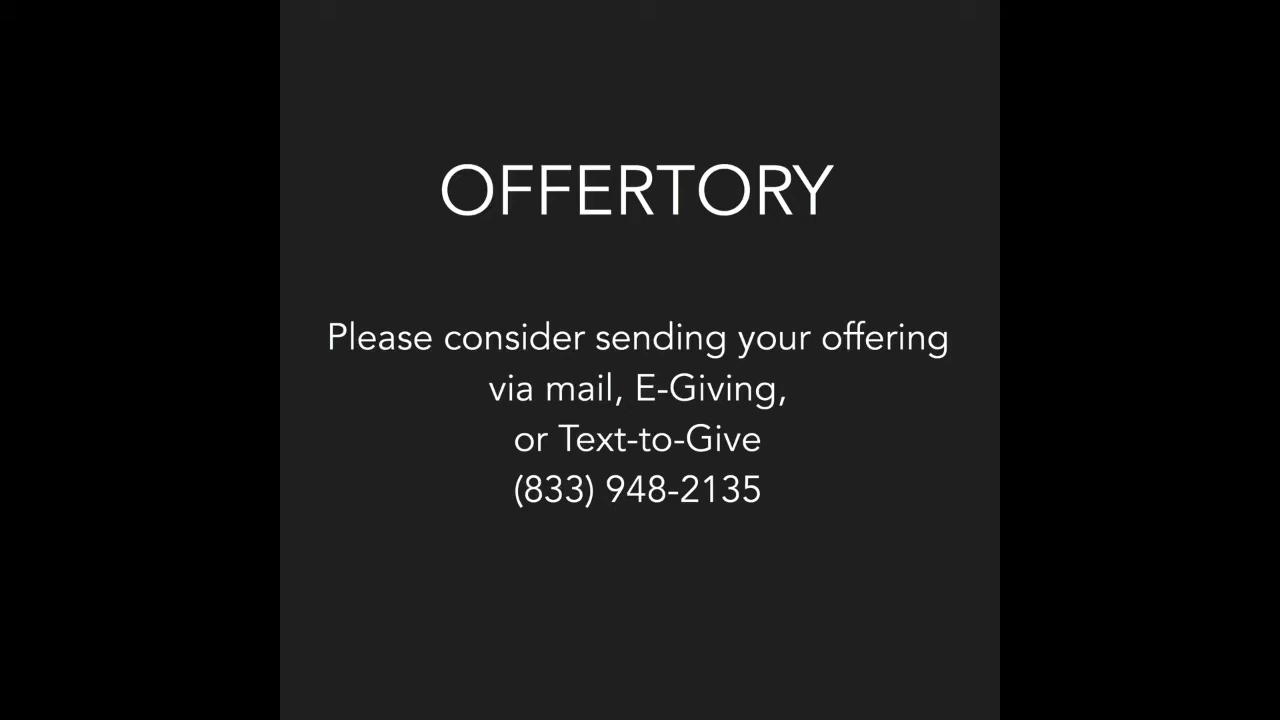 OFFERTORY
Please consider sending your offering
via mail, E-Giving,
or Text-to-Give
(833) 948-2135